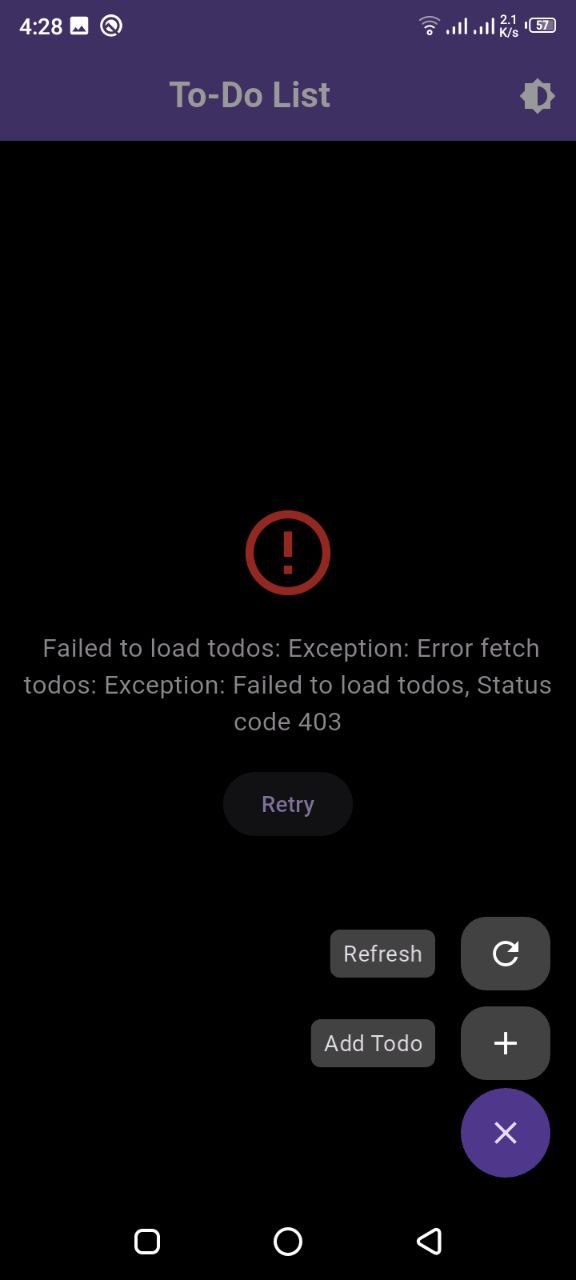 4:28
2.1
K/s
57
To-Do List
Failed to load todos: Exception: Error fetch
todos: Exception: Failed to load todos, Status
code 403
Retry
Refresh
Add Todo